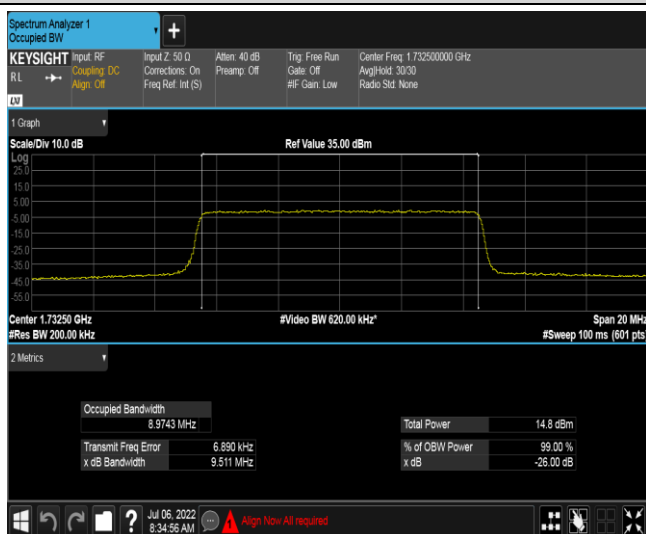 Spectrum Analyzer 1
Occupied BW
+
KEYSIGHT Input: RF Input Z: 50 Ω Atten: 40 dB Trig: Free Run Center Freq: 1.732500000 GHz
RL Coupling: DC Corrections: On Preamp: Off Gate: Off Avg|Hold: 30/30
Align: Off Freq Ref: Int (S) #IF Gain: Low Radio Std: None
LXI
1 Graph
Scale/Div 10.0 dB Ref Value 35.00 dBm
Log
25.0
15.0
5.00
-5.00
-15.0
-25.0
-35.0
-45.0
-55.0
Center 1.73250 GHz #Video BW 620.00 kHz* Span 20 MHz
#Res BW 200.00 kHz #Sweep 100 ms (601 pts)
2 Metrics
Occupied Bandwidth
8.9743 MHz Total Power 14.8 dBm
Transmit Freq Error 6.890 kHz % of OBW Power 99.00 %
x dB Bandwidth 9.511 MHz x dB -26.00 dB
? Jul 06, 2022
8:34:56 AM Align Now All required